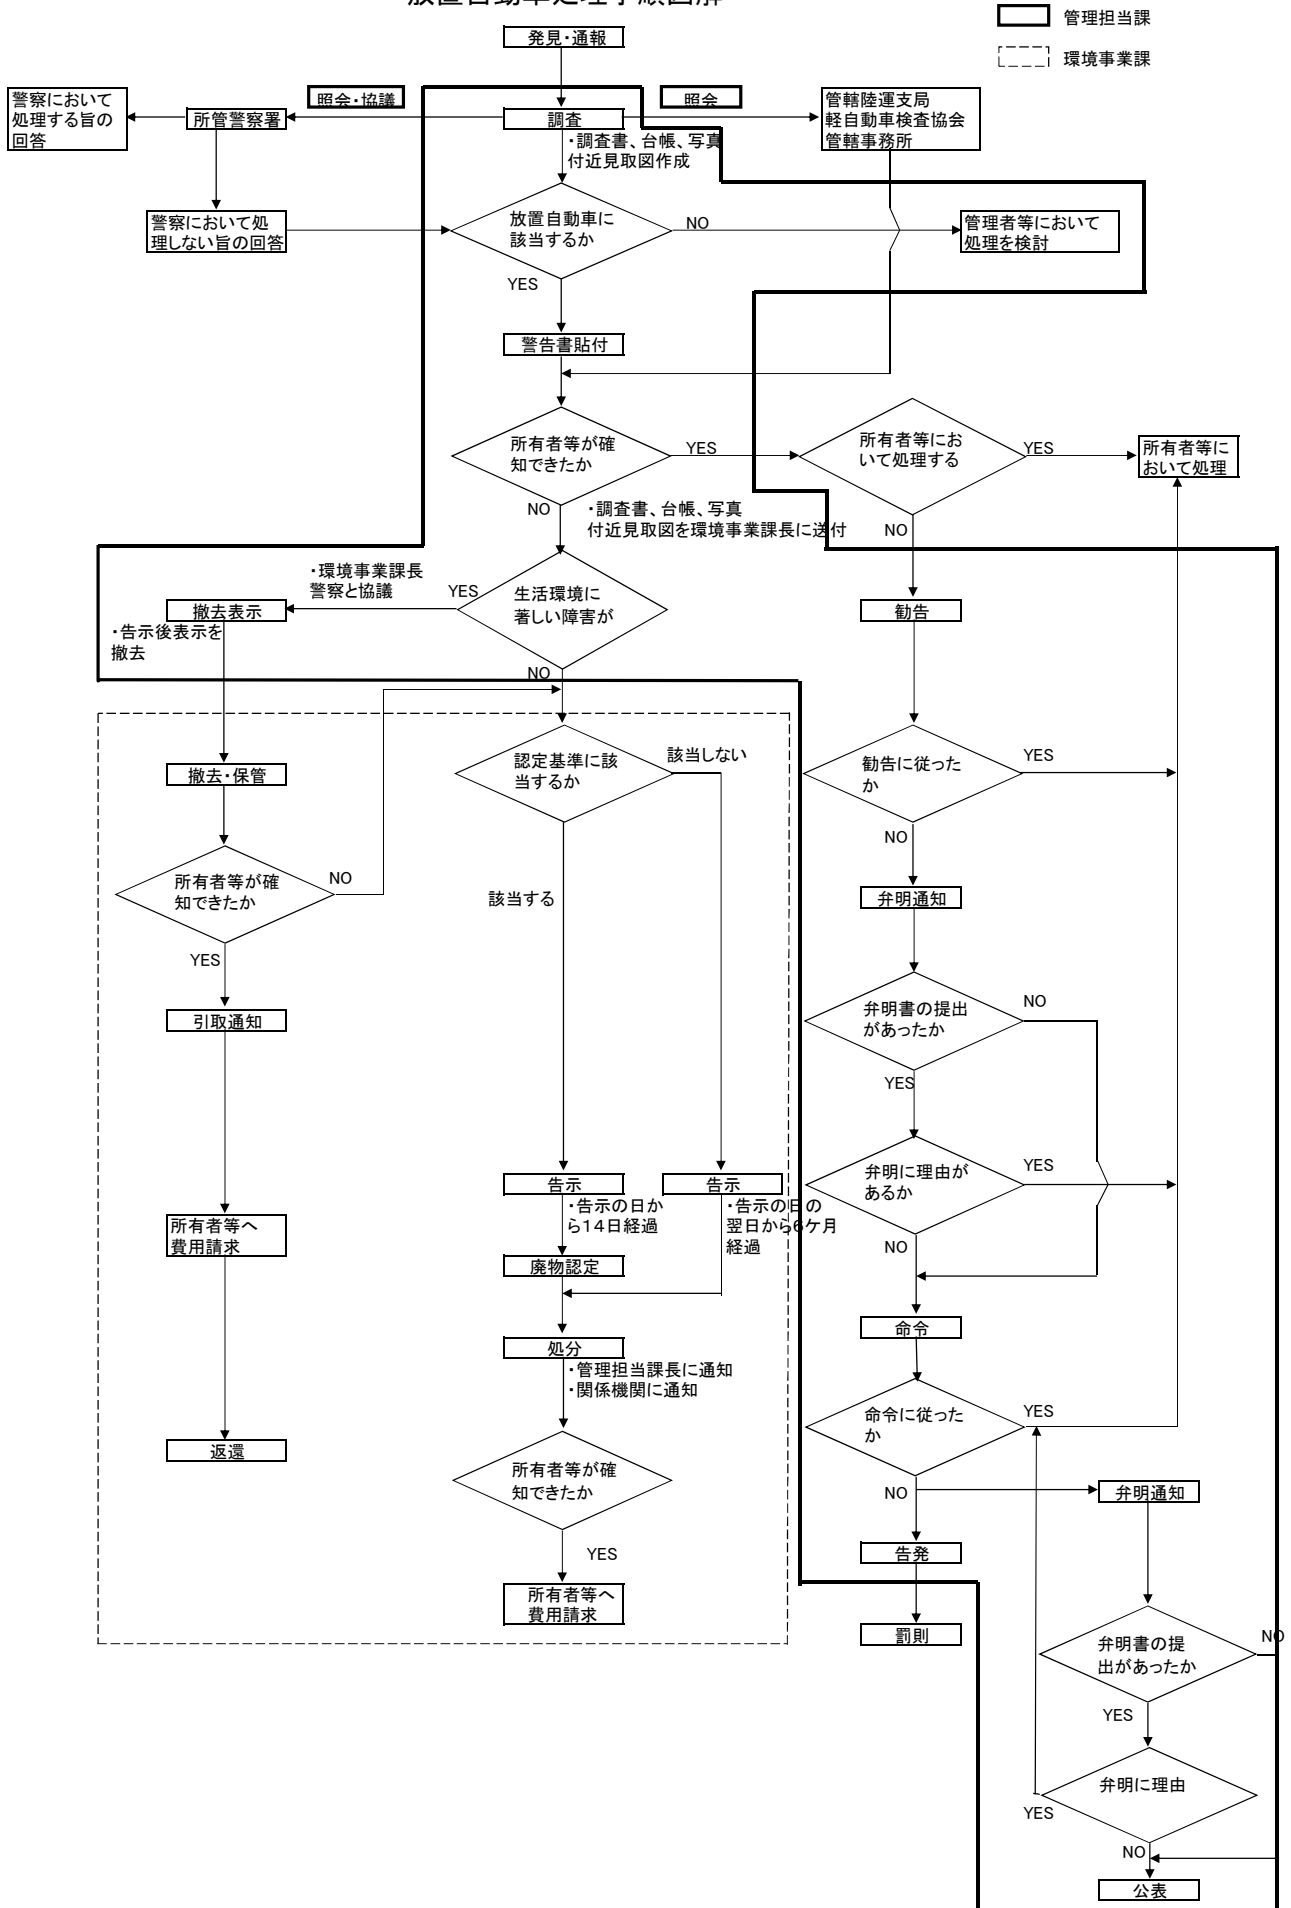 放置自動車処理手順図解
管理担当課
環境事業課
発見・通報
警察において
処理する旨の
回答
所管警察署
照会・協議
調査
照会
管轄陸運支局
軽自動車検査協会
管轄事務所
・調査書、台帳、写真
付近見取図作成
警察において処
理しない旨の回答
放置自動車に
該当するか
NO
管理者等において
処理を検討
YES
警告書貼付
所有者等が確
知できたか
YES
所有者等にお
いて処理する
YES
所有者等に
おいて処理
NO
・調査書、台帳、写真
付近見取図を環境事業課長に送付
NO
・環境事業課長
警察と協議
YES
生活環境に
著しい障害が
撤去表示
・告示後表示を
撤去
勧告
NO
撤去・保管
認定基準に該
当するか
該当しない
勧告に従った
か
YES
NO
所有者等が確
知できたか
NO
該当する
弁明通知
YES
引取通知
弁明書の提出
があったか
NO
YES
告示
告示
弁明に理由が
あるか
YES
・告示の日か
ら14日経過
・告示の日の
翌日から6ケ月
経過
所有者等へ
費用請求
NO
廃物認定
命令
処分
・管理担当課長に通知
・関係機関に通知
命令に従った
か
YES
返還
所有者等が確
知できたか
NO
弁明通知
YES
告発
所有者等へ
費用請求
罰則
弁明書の提
出があったか
NO
YES
弁明に理由
YES
NO
公表